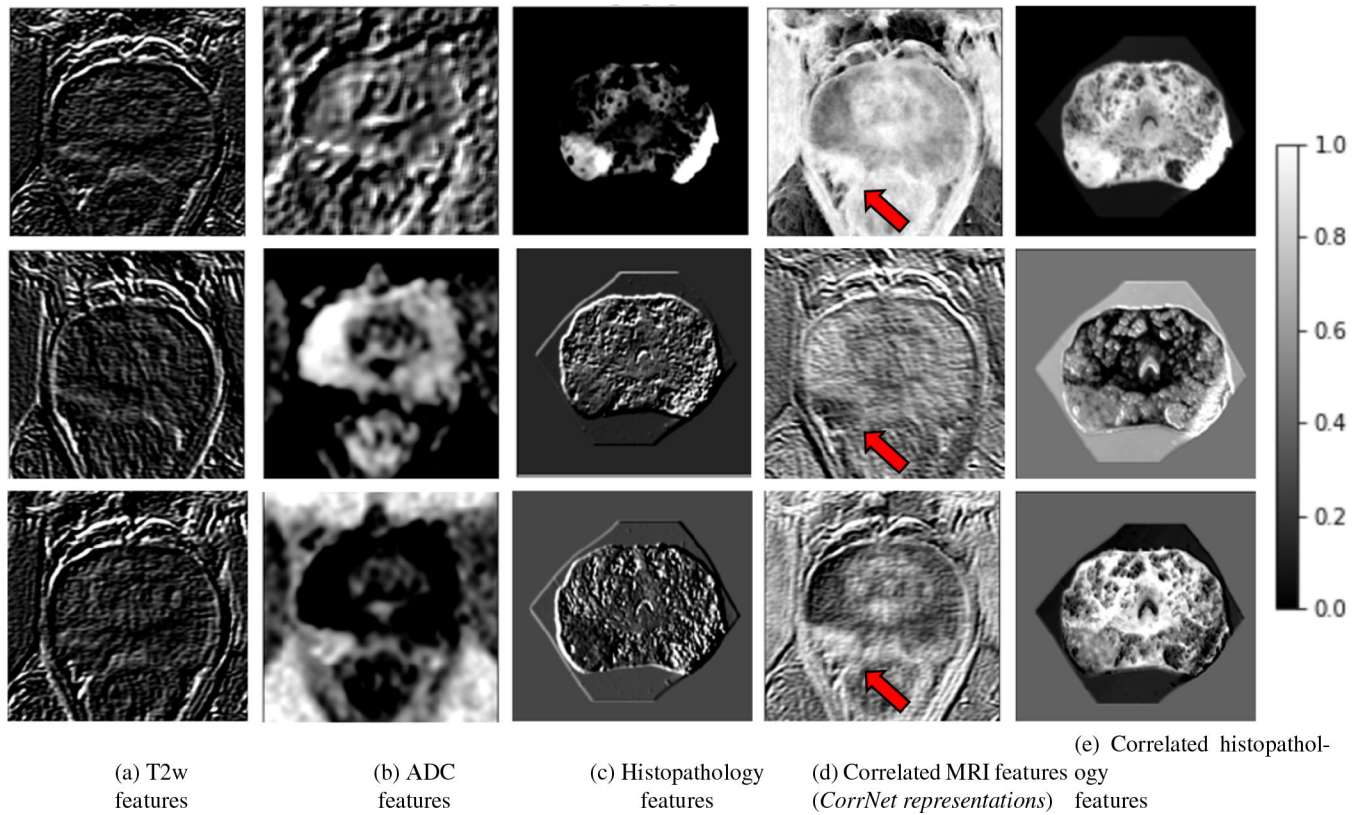 1.0
0.8
0.6
0.4
0.2
0.0
(a) T2w
features
(b) ADC
features
(c) Histopathology
features
(d) Correlated MRI features
(CorrNet representations)
(e) Correlated histopathol-
ogy
features